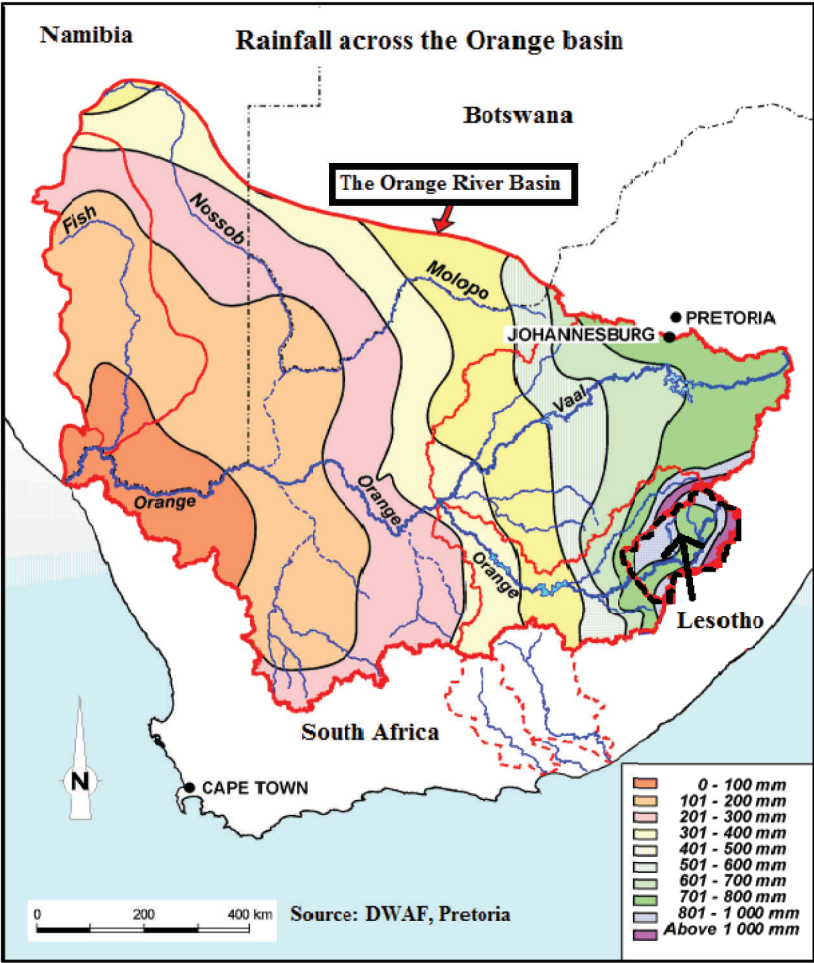 Namibia
Rainfall across the Orange basin
Botswana
The Orange River Basin
Fish
Nossob
Molopo
PRETORIA
JOHANNESBURG
Vaal
Orange
Orange
Orange
Lesotho
South Africa
N
CAPE TOWN
0 - 100 mm
101 - 200 mm
201 - 300 mm
301 - 400 mm
401 - 500 mm
501 - 600 mm
601 - 700 mm
701 - 800 mm
801 - 1 000 mm
Above 1 000 mm
0 200 400 km
Source: DWAF, Pretoria